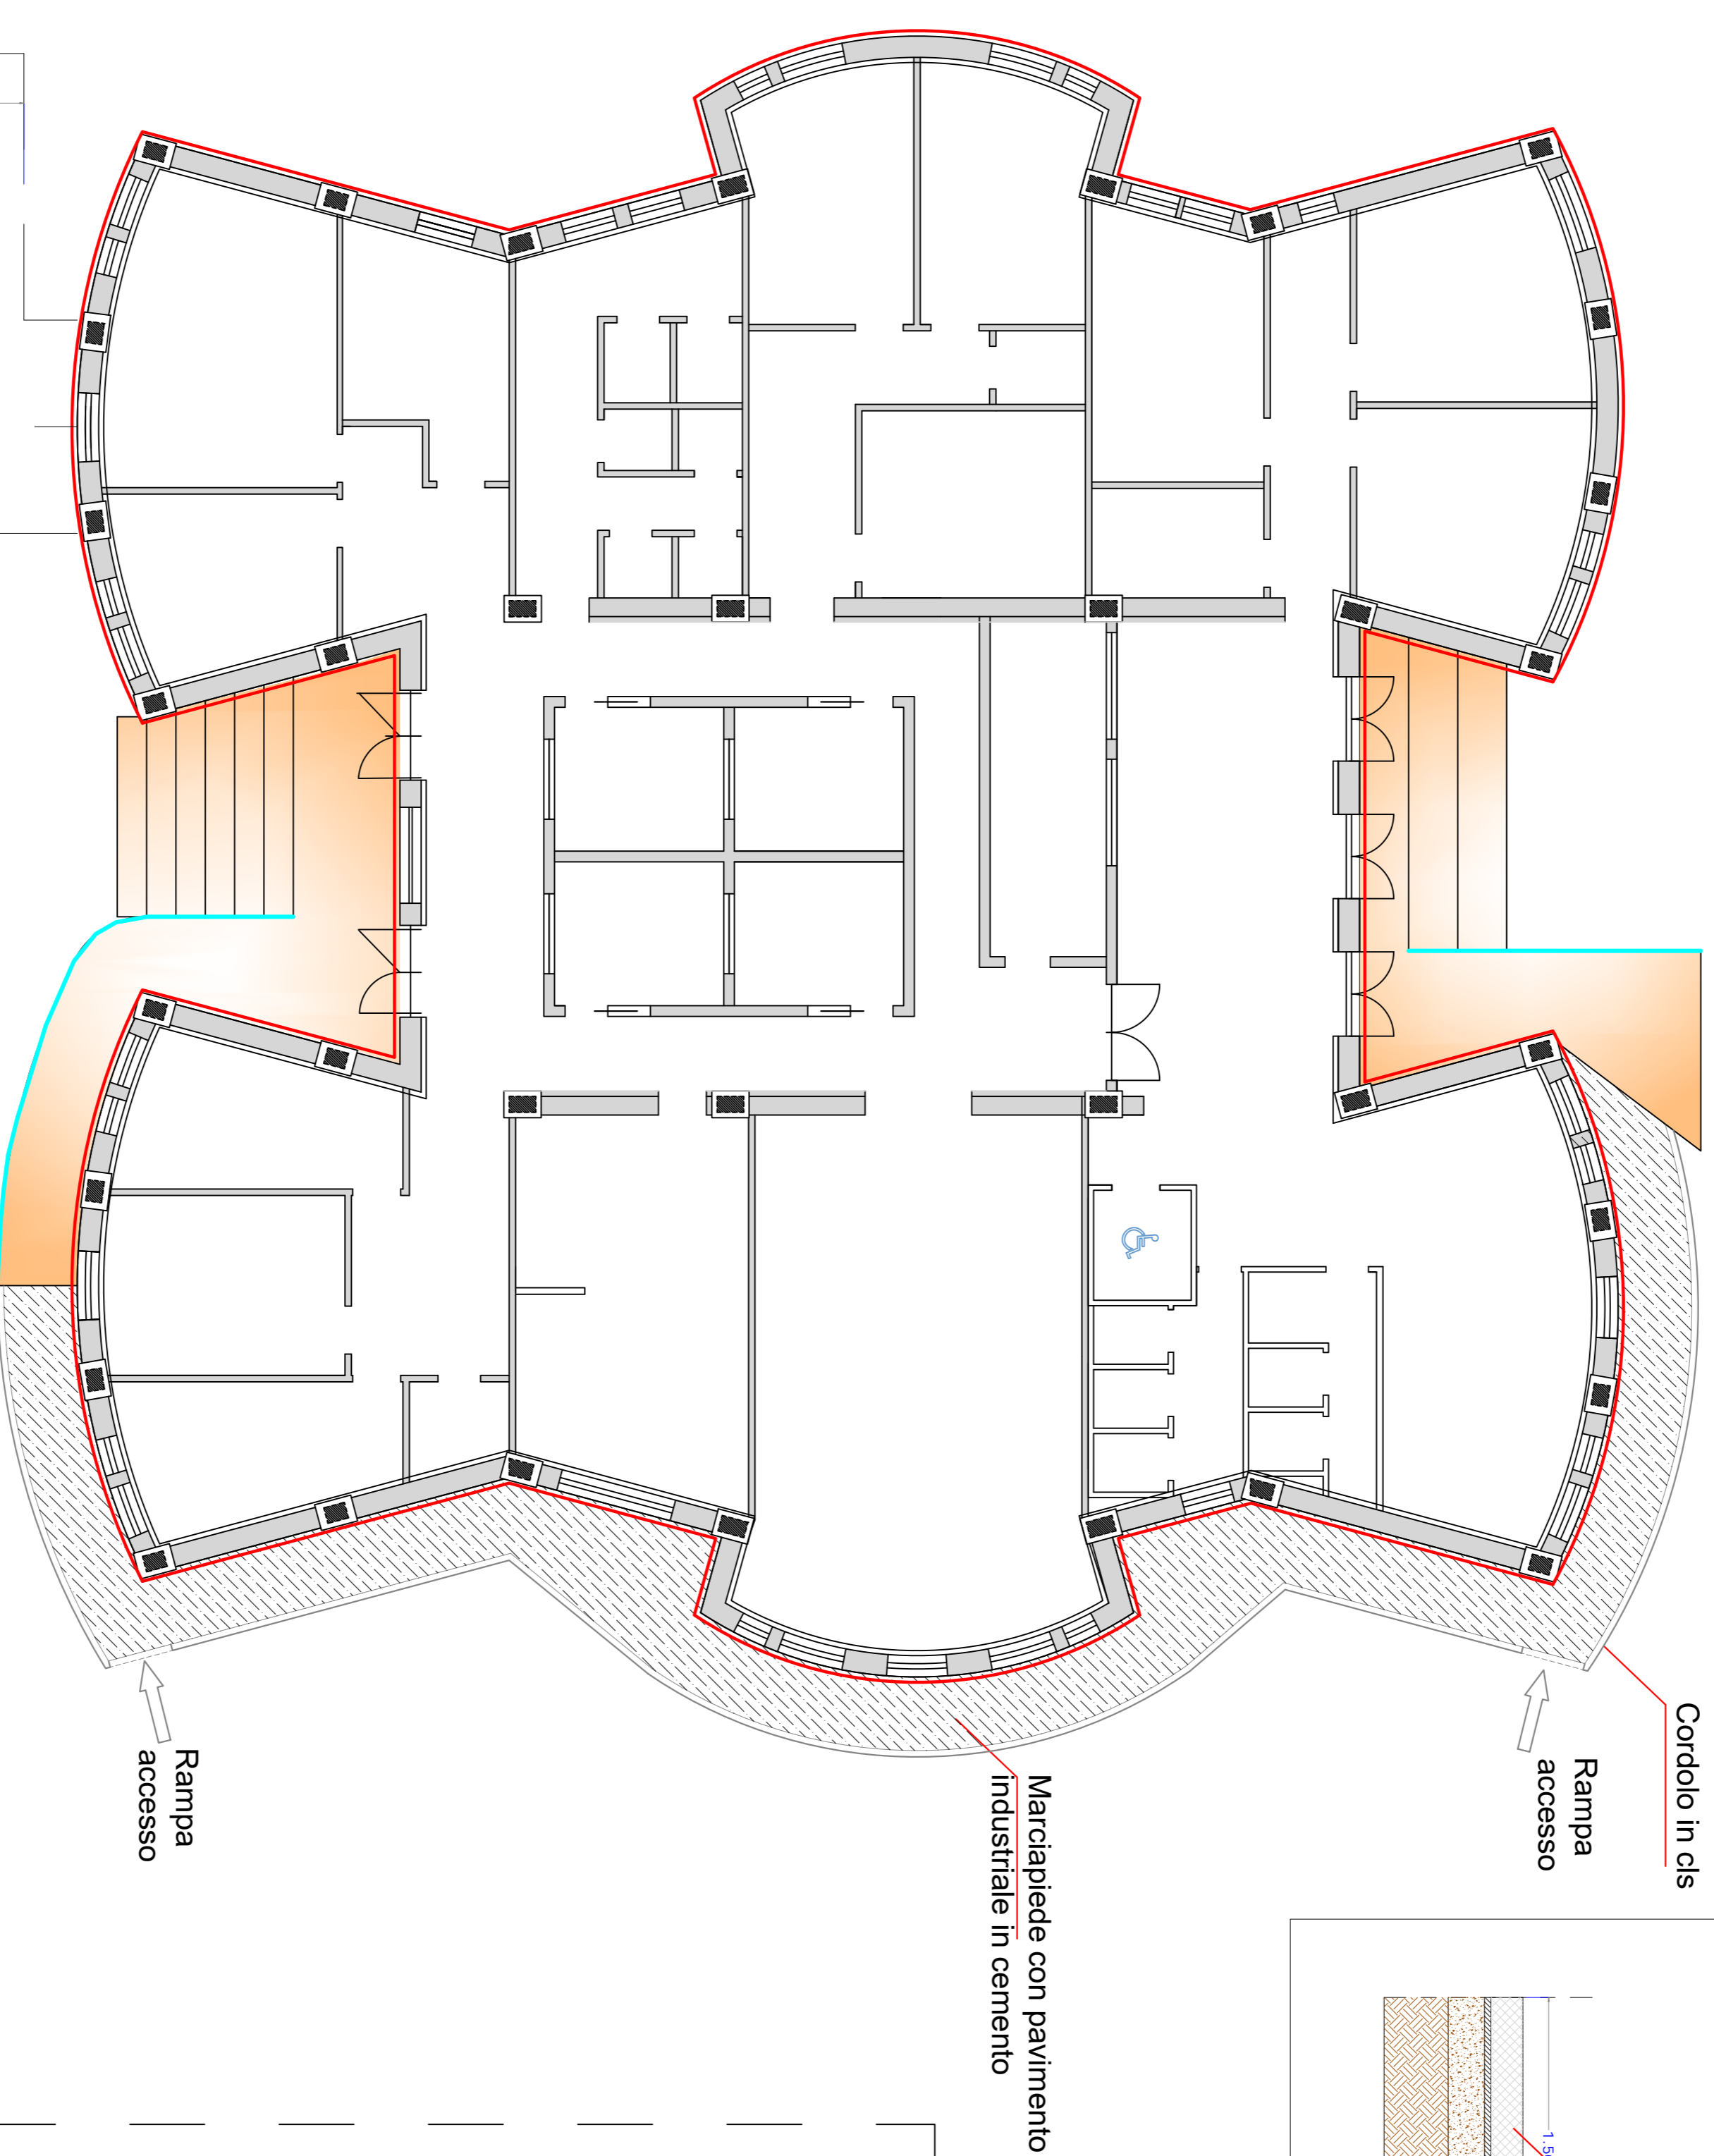 Cordolo in cls
Rampa
accesso
Marciapiede con pavimento
industriale in cemento
Rampa
accesso